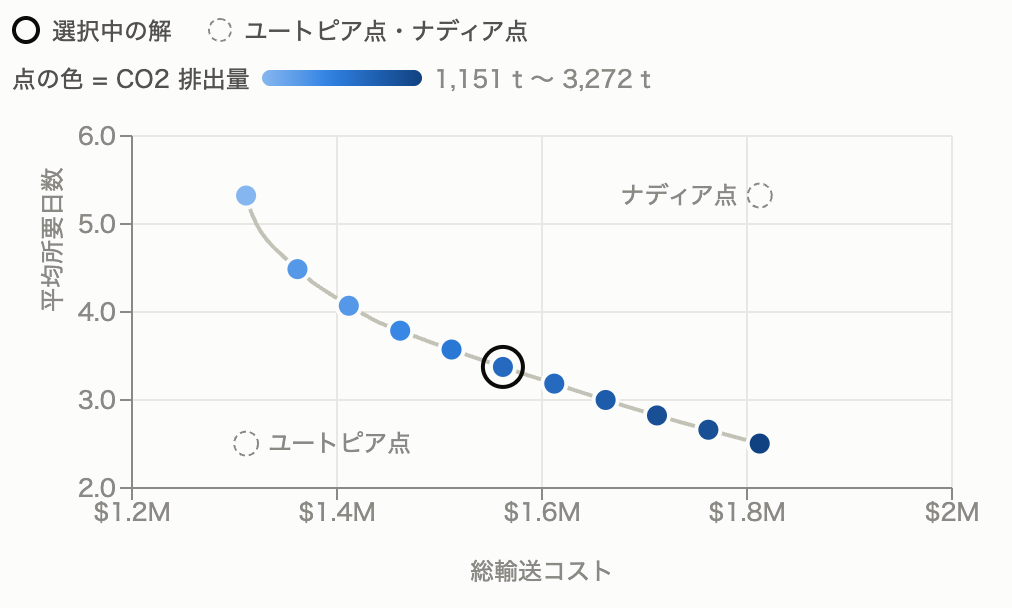 選択中の解 ユートピア点・ナディア点
点の色 = CO2 排出量 1,151 t ～ 3,272 t
6.0
5.0
4.0
3.0
2.0
平均所要日数
ナディア点
ユートピア点
$1.2M $1.4M $1.6M $1.8M $2M
総輸送コスト